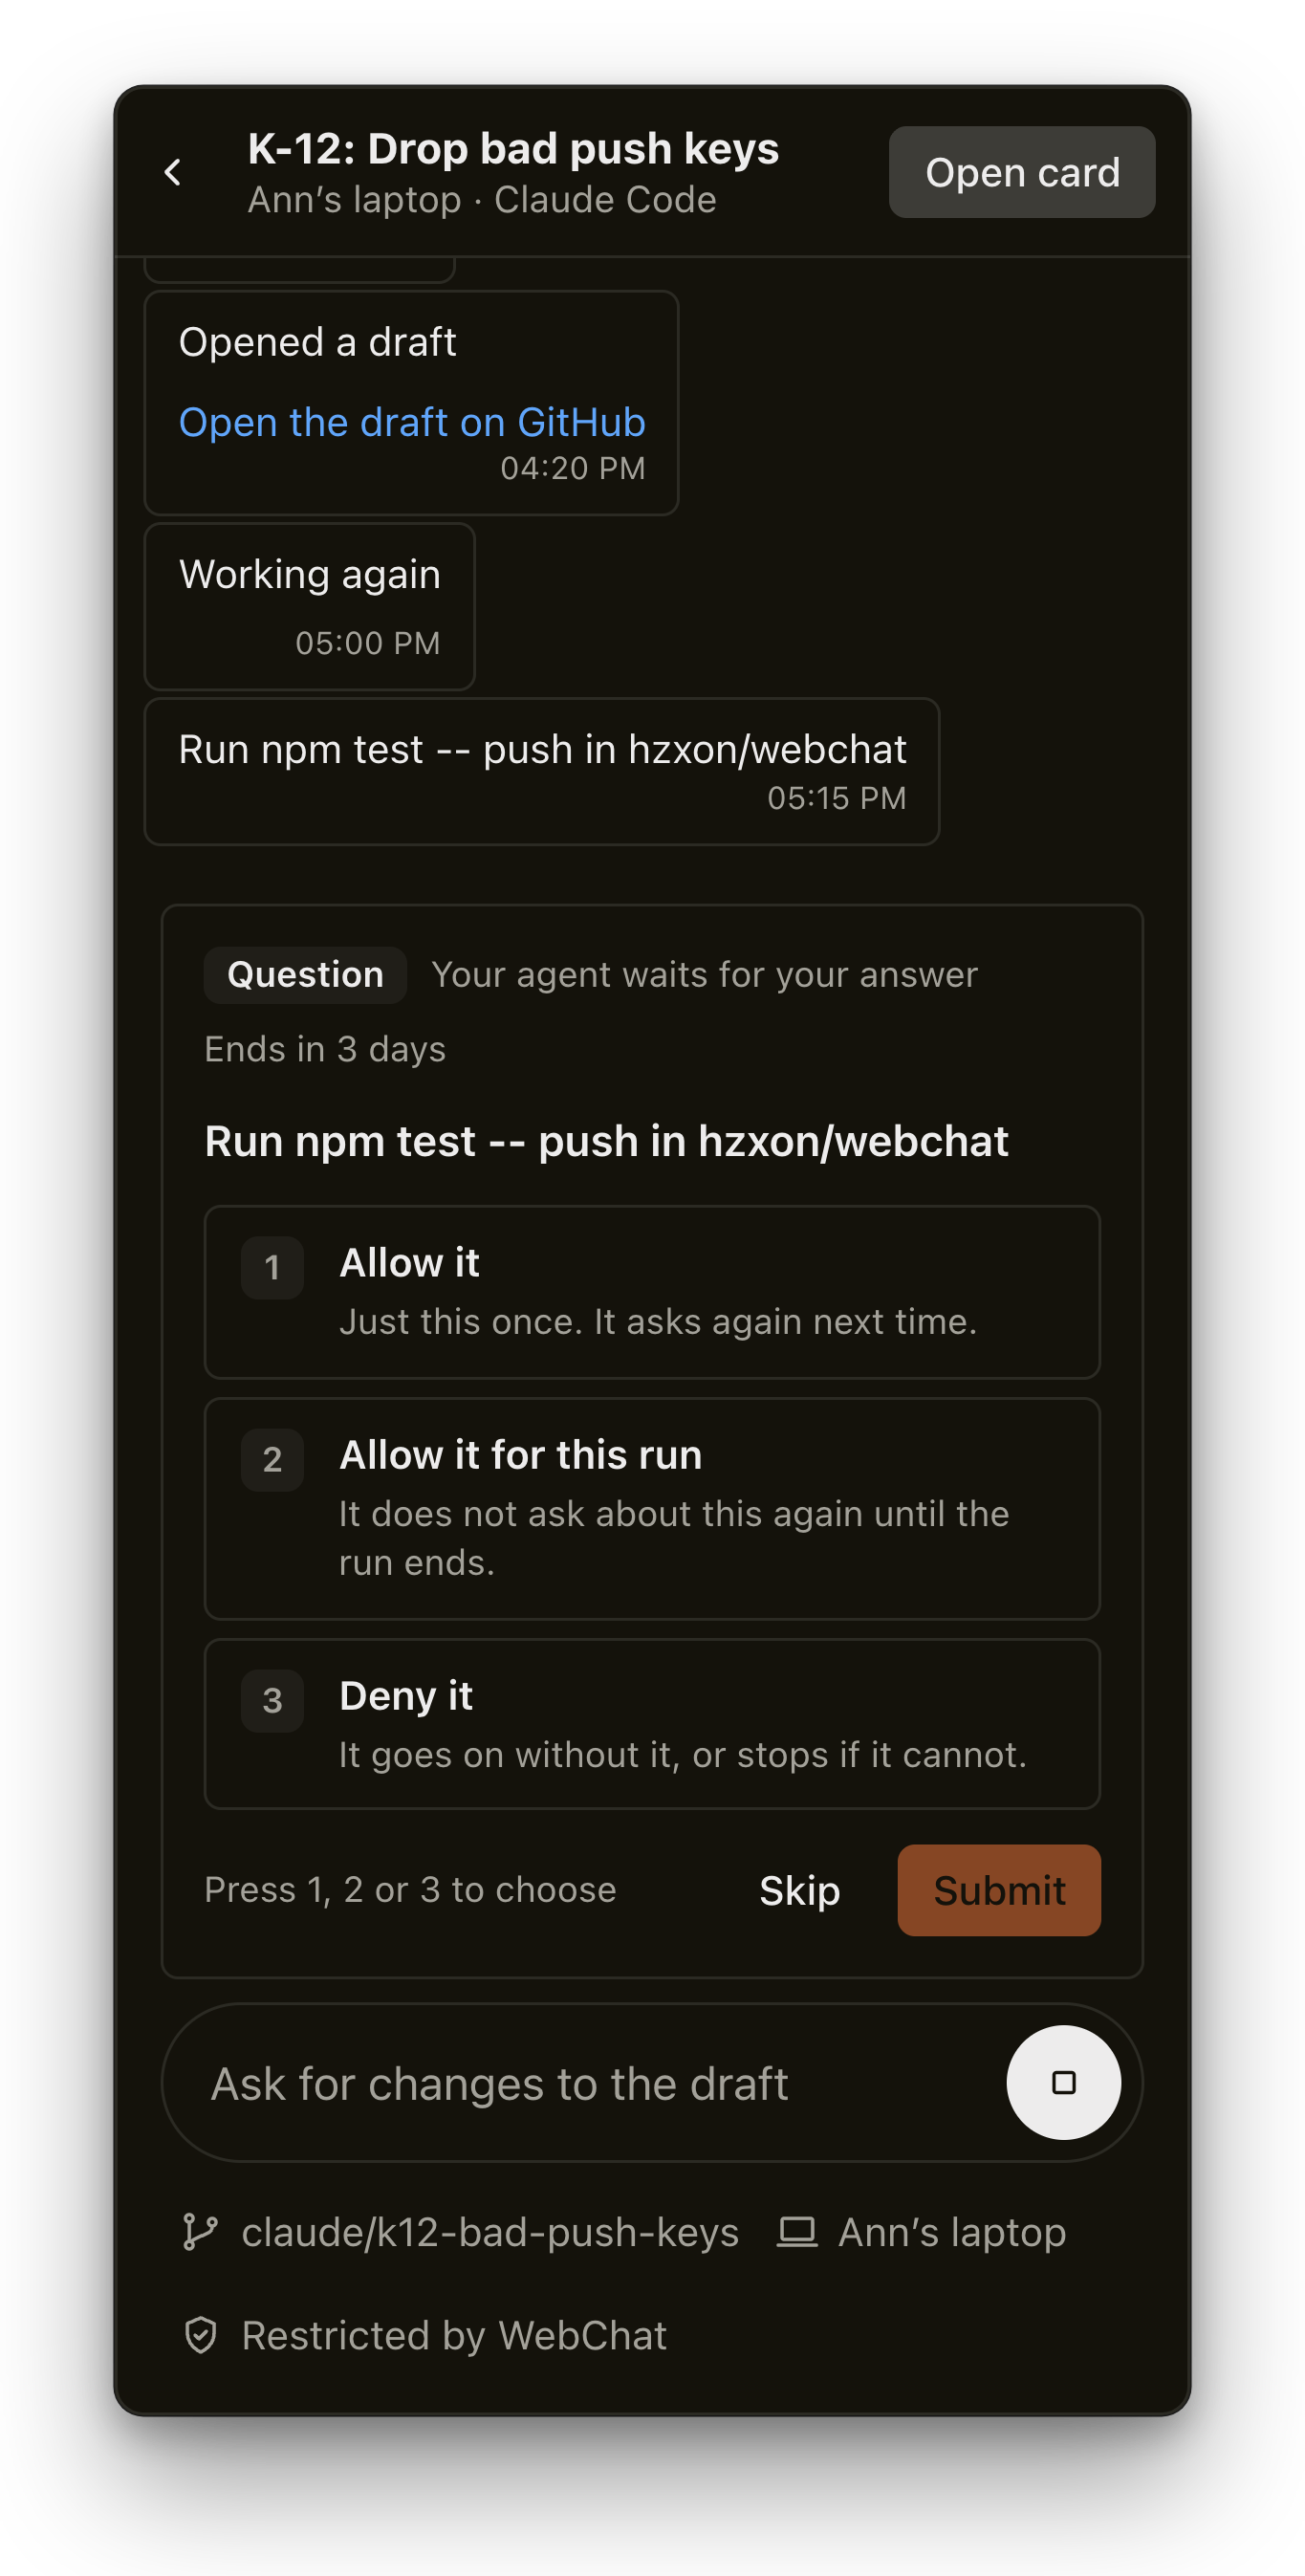 K-12: Drop bad push keys
Ann’s laptop · Claude Code
Open card
Opened a draft
Open the draft on GitHub
04:20 PM
Working again
05:00 PM
Run npm test -- push in hzxon/webchat
05:15 PM
Question
Your agent waits for your answer
Ends in 3 days
Run npm test -- push in hzxon/webchat
1
Allow it
Just this once. It asks again next time.
2
Allow it for this run
It does not ask about this again until the
run ends.
3
Deny it
It goes on without it, or stops if it cannot.
Press 1, 2 or 3 to choose
Skip
Submit
Ask for changes to the draft
claude/k12-bad-push-keys
Ann’s laptop
Restricted by WebChat